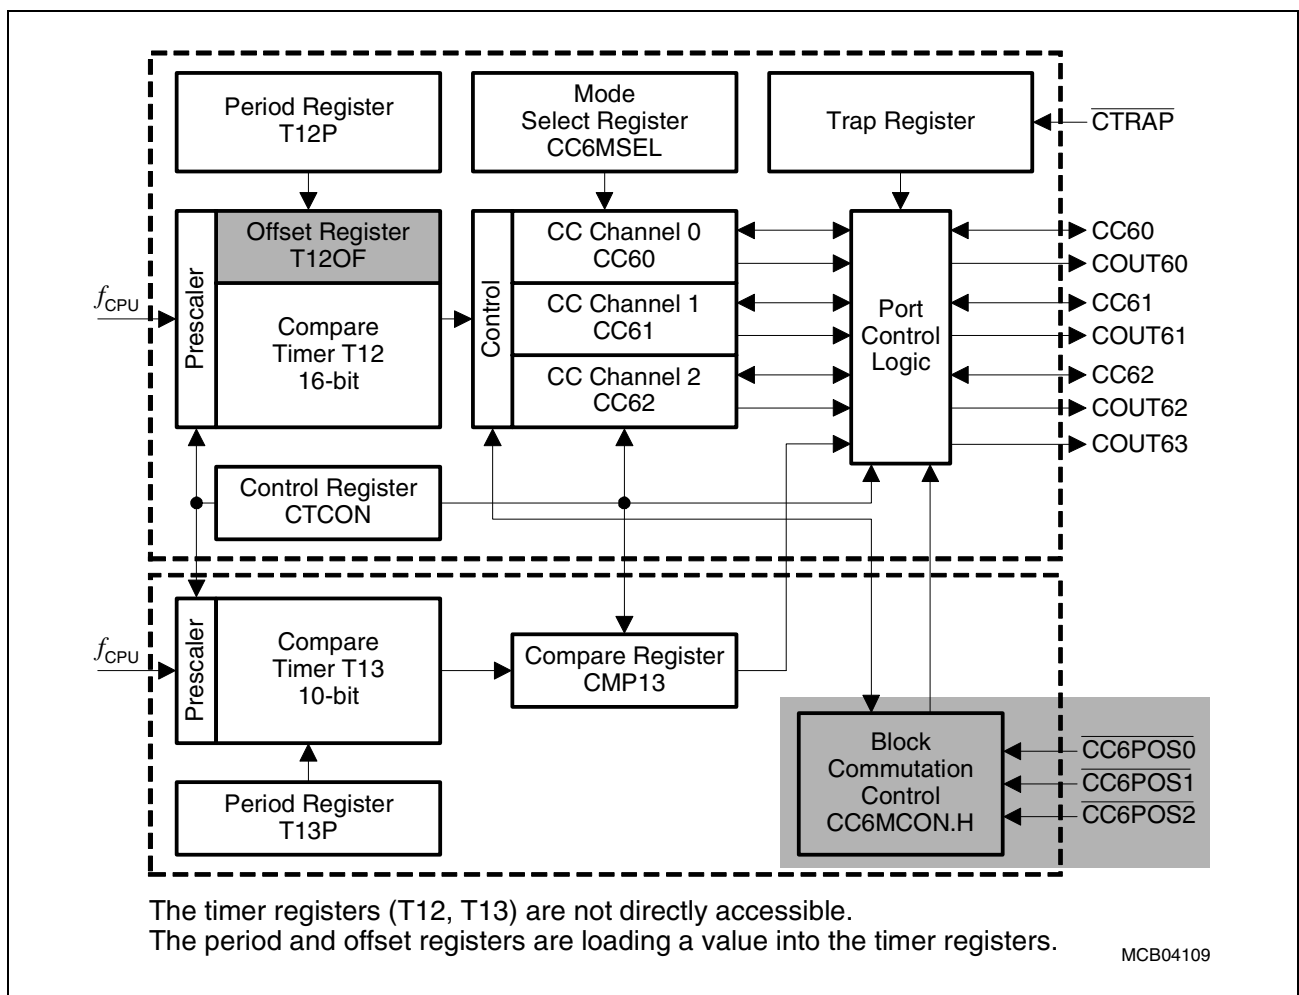 Period Register
T12P
Mode
Select Register
CC6MSEL
Trap Register
CTRAP
Offset Register
T12OF
Prescaler
fCPU
Compare
Timer T12
16-bit
Control
CC Channel 0
CC60
CC Channel 1
CC61
CC Channel 2
CC62
Port
Control
Logic
CC60
COUT60
CC61
COUT61
CC62
COUT62
COUT63
Control Register
CTCON
fCPU
Prescaler
Compare
Timer T13
10-bit
Compare Register
CMP13
Period Register
T13P
Block
Commutation
Control
CC6MCON.H
CC6POS0
CC6POS1
CC6POS2
The timer registers (T12, T13) are not directly accessible.
The period and offset registers are loading a value into the timer registers.
MCB04109